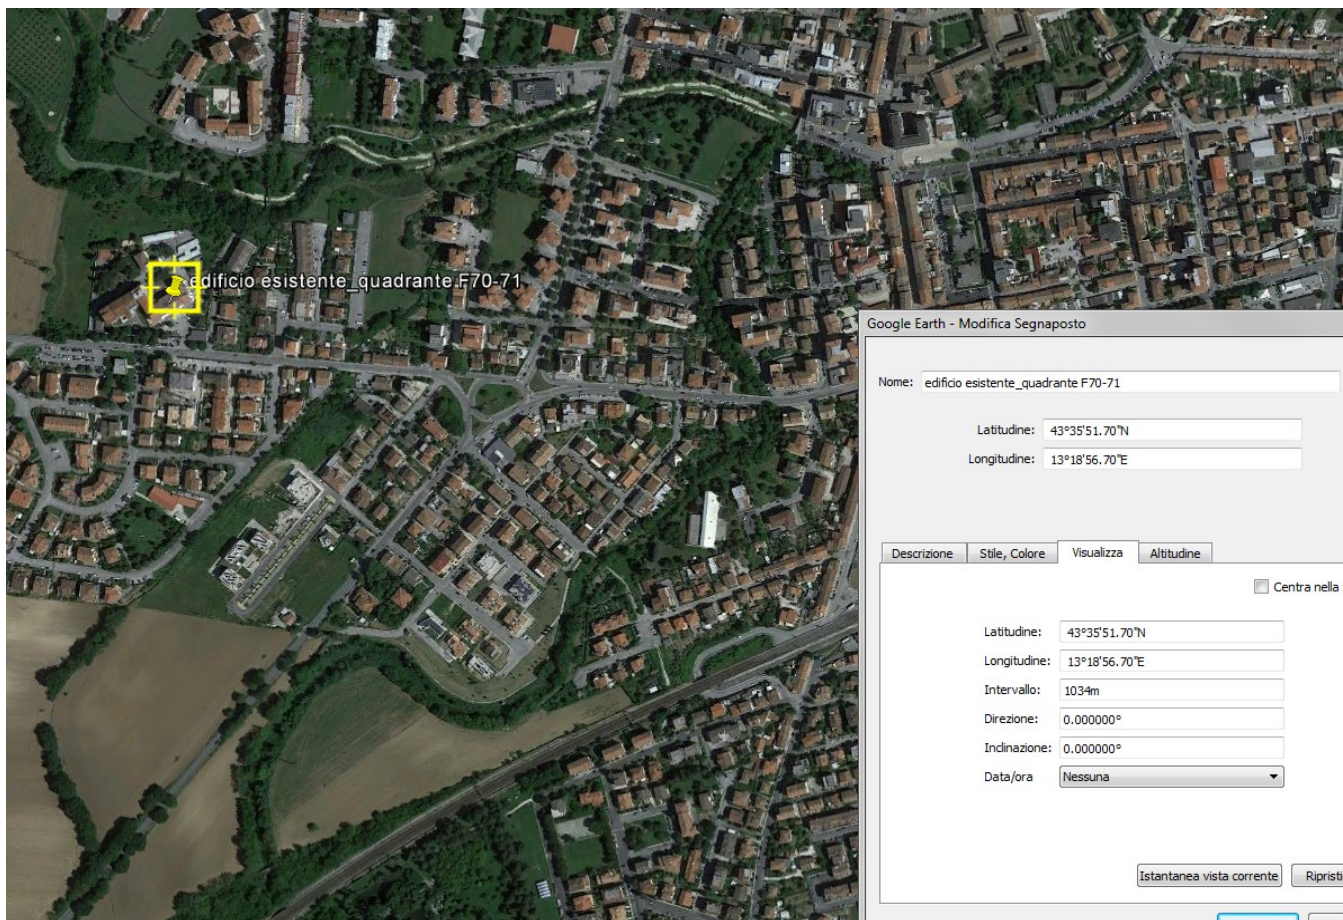 edificio esistente_quadrante F70-71
Google Earth - Modifica Segnaposto
Nome: edificio esistente_quadrante F70-71
Latitudine: 43°35'51.70"N
Longitudine: 13°18'56.70"E
Descrizione Stile, Colore Visualizza Altitudine
Centra nella
Latitudine: 43°35'51.70"N
Longitudine: 13°18'56.70"E
Intervallo: 1034m
Direzione: 0.000000°
Inclinazione: 0.000000°
Data/ora Nessuna
Istantanea vista corrente Ripristi